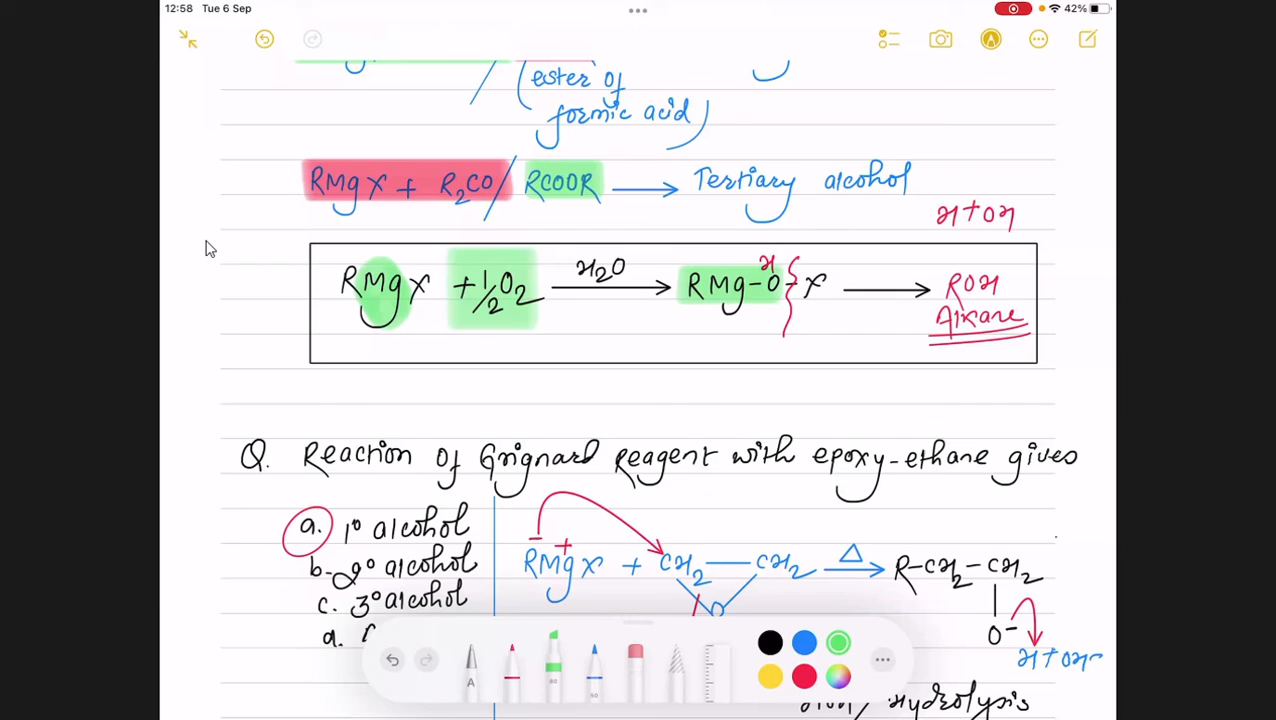 12:58 Tue 6 Sep
42%
(ester of
formic acid)
RMgX + R2CO/RCOOR → Tertiary alcohol
H+OH
H2O
H
RMgX + 1/2 O2 → RMg-O-X → ROH
Alkane
Q. Reaction of Grignard Reagent with epoxy-ethane gives
a. 1° alcohol
b. 2° alcohol
c. 3° alcohol
d.
− +
RMgX + CH2—CH2 △→ R-CH2-CH2
O
O−
H+OH
Hydrolysis
A
80
50